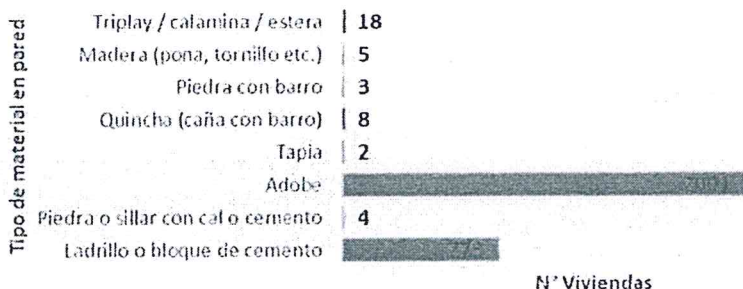 Tipo de material en pared
Triplay / calamina / estera 18
Madera (pona, tornillo etc.) 5
Piedra con barro 3
Quincha (caña con barro) 8
Tapia 2
Adobe
Piedra o sillar con cal o cemento 4
Ladrillo o bloque de cemento
N° Viviendas